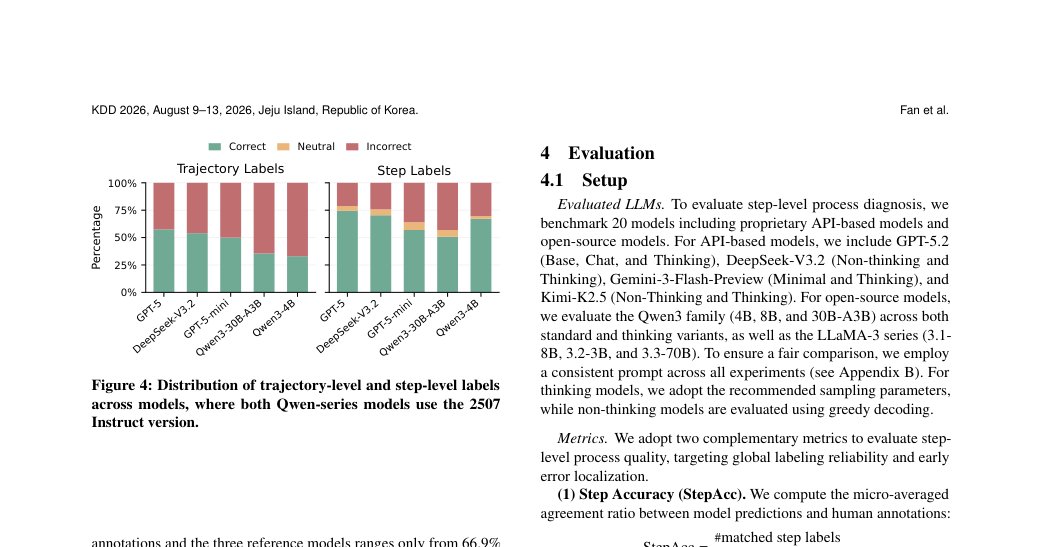 KDD 2026, August 9–13, 2026, Jeju Island, Republic of Korea.
Fan et al.
Correct Neutral Incorrect
Trajectory Labels
Step Labels
100%
75%
50%
25%
0%
Percentage
GPT-5
DeepSeek-V3.2
GPT-5-mini
Qwen3-30B-A3B
Qwen3-4B
GPT-5
DeepSeek-V3.2
GPT-5-mini
Qwen3-30B-A3B
Qwen3-4B
Figure 4: Distribution of trajectory-level and step-level labels
across models, where both Qwen-series models use the 2507
Instruct version.
annotations and the three reference models ranges only from 66.9%
4 Evaluation
4.1 Setup
Evaluated LLMs. To evaluate step-level process diagnosis, we
benchmark 20 models including proprietary API-based models and
open-source models. For API-based models, we include GPT-5.2
(Base, Chat, and Thinking), DeepSeek-V3.2 (Non-thinking and
Thinking), Gemini-3-Flash-Preview (Minimal and Thinking), and
Kimi-K2.5 (Non-Thinking and Thinking). For open-source models,
we evaluate the Qwen3 family (4B, 8B, and 30B-A3B) across both
standard and thinking variants, as well as the LLaMA-3 series (3.1-
8B, 3.2-3B, and 3.3-70B). To ensure a fair comparison, we employ
a consistent prompt across all experiments (see Appendix B). For
thinking models, we adopt the recommended sampling parameters,
while non-thinking models are evaluated using greedy decoding.
Metrics. We adopt two complementary metrics to evaluate step-
level process quality, targeting global labeling reliability and early
error localization.
(1) Step Accuracy (StepAcc). We compute the micro-averaged
agreement ratio between model predictions and human annotations:
#matched step labels
StepAcc =